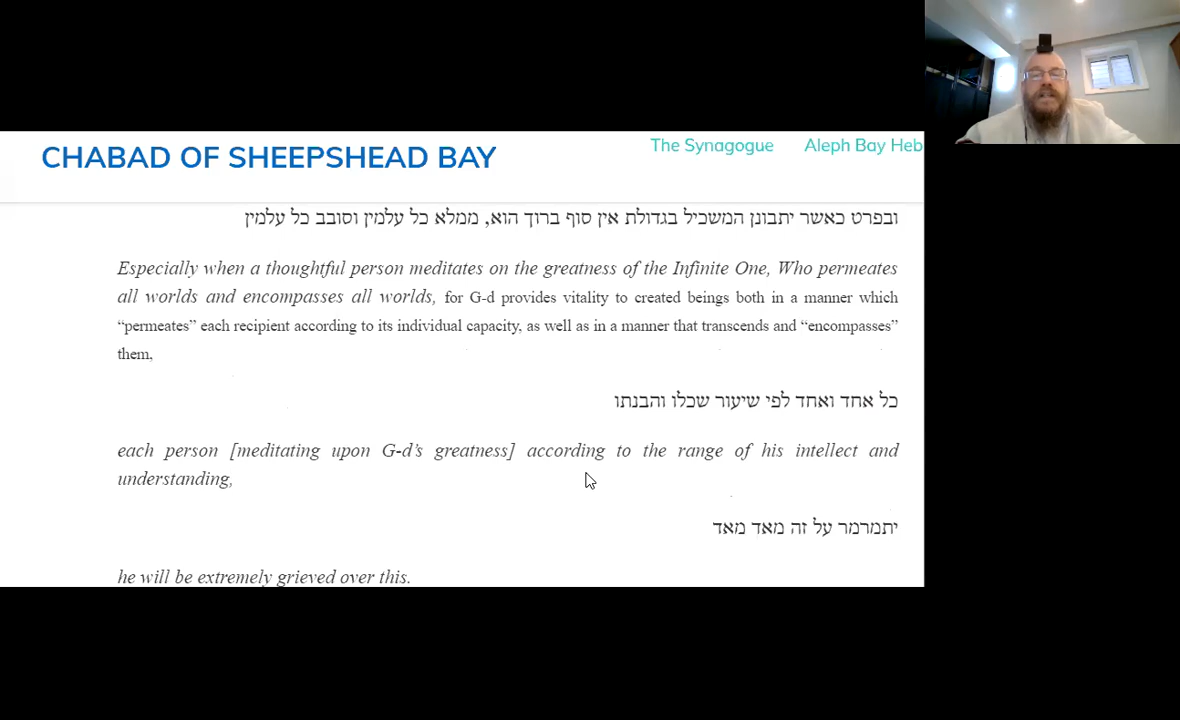 CHABAD OF SHEEPSHEAD BAY
The Synagogue Aleph Bay Heb
ובפרט כאשר יתבונן המשכיל בגדולת אין סוף ברוך הוא, ממלא כל עלמין וסובב כל עלמין
Especially when a thoughtful person meditates on the greatness of the Infinite One, Who permeates
all worlds and encompasses all worlds, for G-d provides vitality to created beings both in a manner which
“permeates” each recipient according to its individual capacity, as well as in a manner that transcends and “encompasses”
them,
כל אחד ואחד לפי שיעור שכלו והבנתו
each person [meditating upon G-d’s greatness] according to the range of his intellect and
understanding,
יתמרמר על זה מאד מאד
he will be extremely grieved over this.